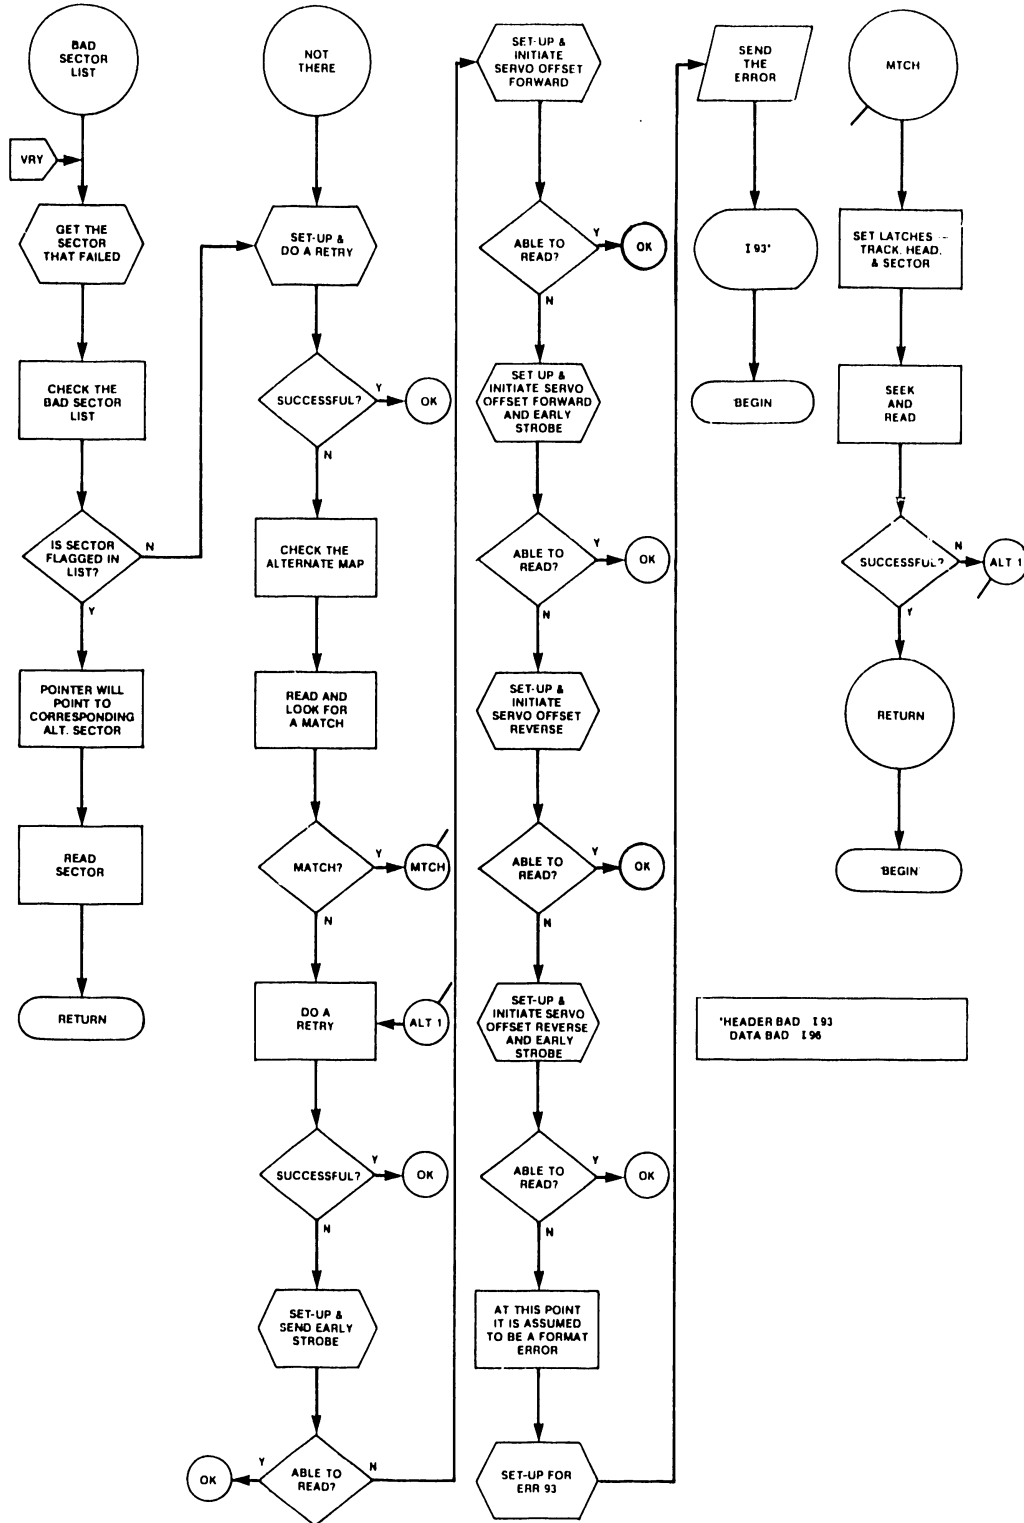 BAD
SECTOR
LIST
VRY
GET THE
SECTOR
THAT FAILED
CHECK THE
BAD SECTOR
LIST
IS SECTOR
FLAGGED IN
LIST?
N
Y
POINTER WILL
POINT TO
CORRESPONDING
ALT. SECTOR
READ
SECTOR
RETURN
NOT
THERE
SET-UP &
DO A RETRY
SUCCESSFUL?
Y
OK
N
CHECK THE
ALTERNATE MAP
READ AND
LOOK FOR
A MATCH
MATCH?
Y
MTCH
N
DO A
RETRY
ALT 1
SUCCESSFUL?
Y
OK
N
SET-UP &
SEND EARLY
STROBE
ABLE TO
READ?
Y
OK
N
SET-UP &
INITIATE
SERVO OFFSET
FORWARD
ABLE TO
READ?
Y
OK
N
SET UP &
INITIATE SERVO
OFFSET FORWARD
AND EARLY
STROBE
ABLE TO
READ?
Y
OK
N
SET-UP &
INITIATE
SERVO OFFSET
REVERSE
ABLE TO
READ?
Y
OK
N
SET-UP &
INITIATE SERVO
OFFSET REVERSE
AND EARLY
STROBE
ABLE TO
READ?
Y
OK
N
AT THIS POINT
IT IS ASSUMED
TO BE A FORMAT
ERROR
SET-UP FOR
ERR 93
SEND
THE
ERROR
I 93*
BEGIN
MTCH
SET LATCHES —
TRACK, HEAD,
& SECTOR
SEEK
AND
READ
SUCCESSFUL?
N
ALT 1
Y
RETURN
BEGIN
*HEADER BAD I 93
DATA BAD I 96